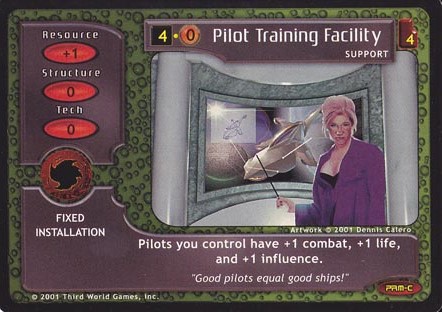 Resource
+1
Structure
0
Tech
0
FIXED
INSTALLATION
4 • 0 Pilot Training Facility 4
SUPPORT
Artwork © 2001 Dennis Calero
Pilots you control have +1 combat, +1 life,
and +1 influence.
"Good pilots equal good ships!"
© 2001 Third World Games, Inc.
PRM-C